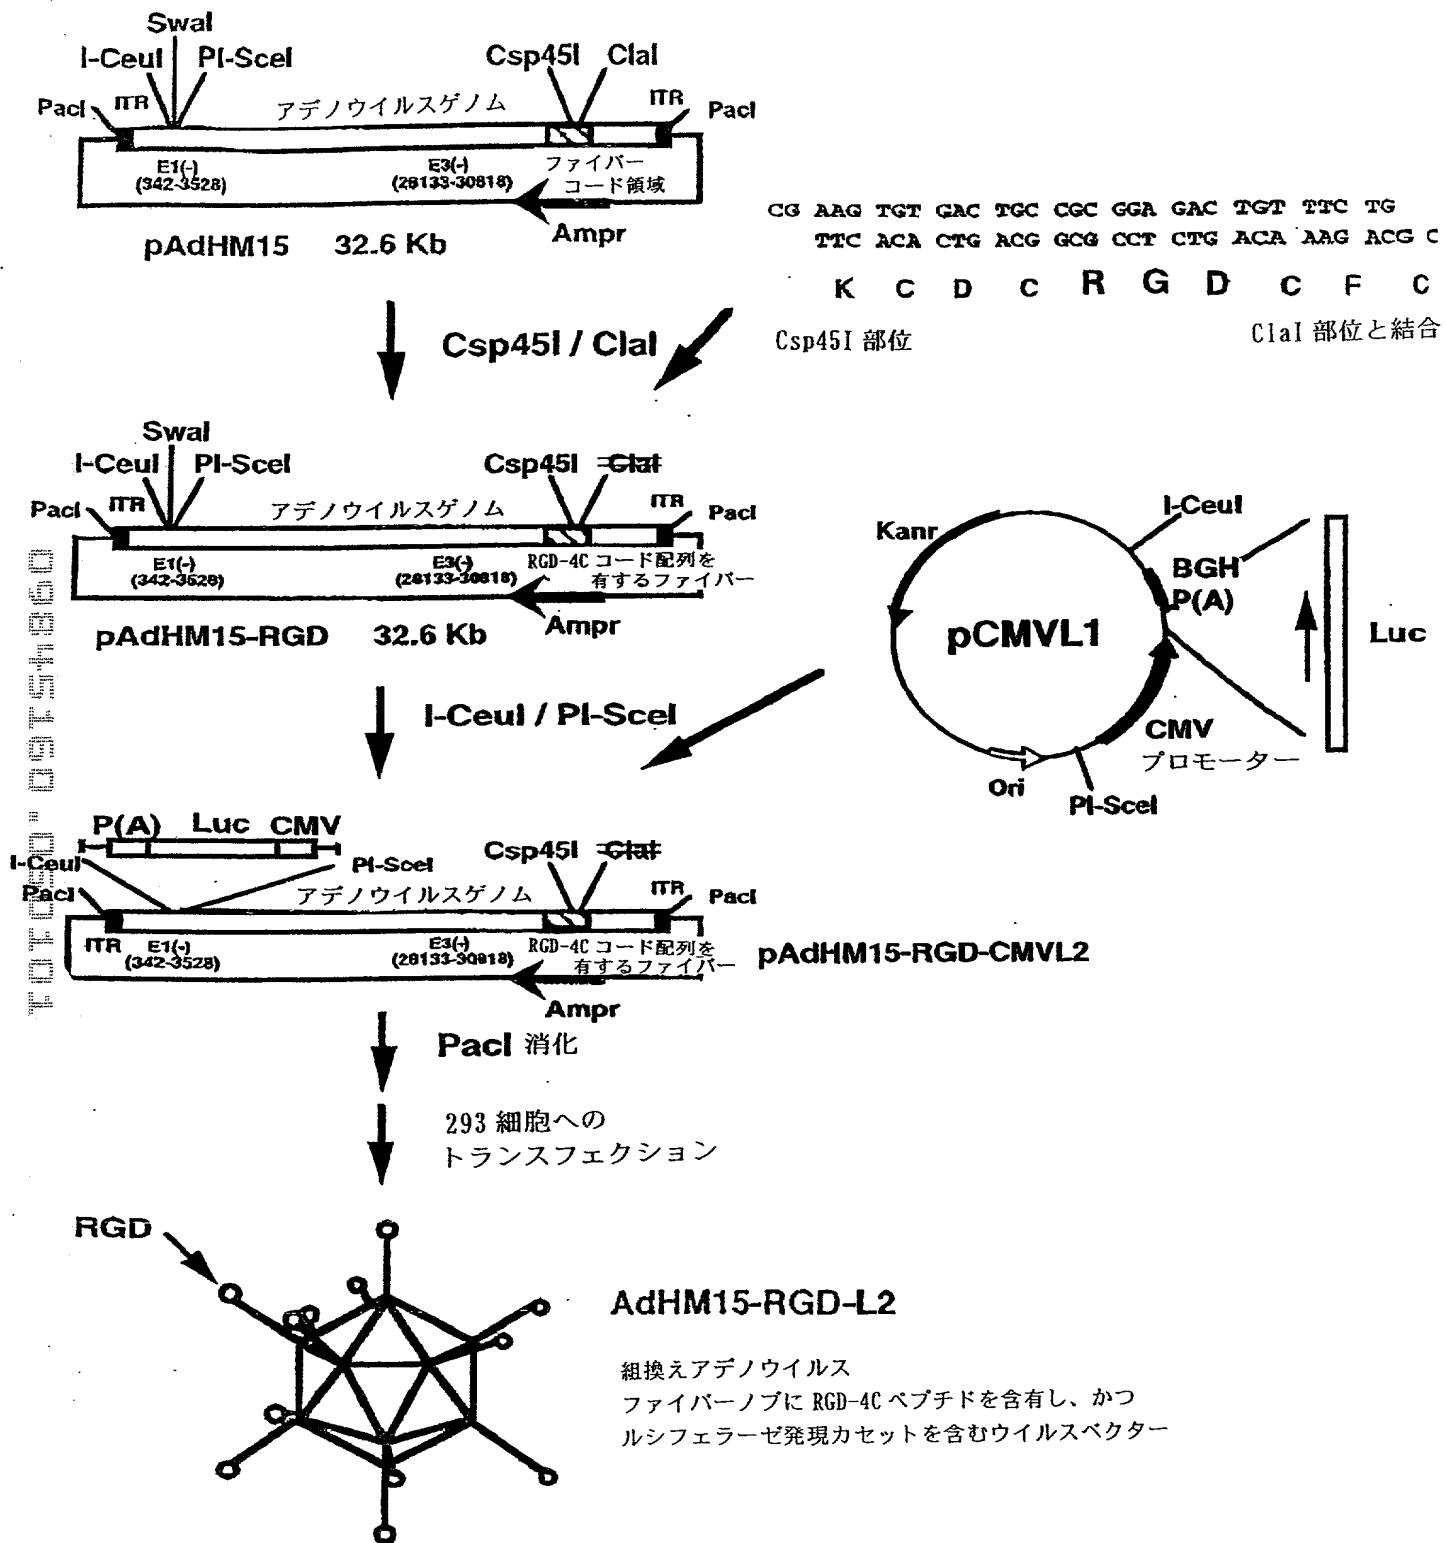 SwaI
I-CeuI
PI-SceI
Csp45I
ClaI
PacI
ITR
アデノウイルスゲノム
ITR
PacI
E1(-)
(342-3528)
E3(-)
(28133-30818)
ファイバー
コード領域
Ampr
pAdHM15 32.6 Kb
CG AAG TGT GAC TGC CGC GGA GAC TGT TTC TG
TTC ACA CTG ACG GCG CCT CTG ACA AAG ACG C
K C D C R G D C F C
Csp45I / ClaI
Csp45I 部位
ClaI 部位と結合
SwaI
I-CeuI
PI-SceI
Csp45I
ClaI
PacI
ITR
アデノウイルスゲノム
ITR
PacI
E1(-)
(342-3528)
E3(-)
(28133-30818)
RGD-4C コード配列を
有するファイバー
Ampr
pAdHM15-RGD 32.6 Kb
Kanr
I-CeuI
BGH
P(A)
pCMVL1
Luc
CMV
プロモーター
Ori
PI-SceI
I-CeuI / PI-SceI
P(A) Luc CMV
I-CeuI
PI-SceI
Csp45I
ClaI
PacI
アデノウイルスゲノム
ITR
PacI
ITR
E1(-)
(342-3528)
E3(-)
(28133-30818)
RGD-4C コード配列を
有するファイバー
pAdHM15-RGD-CMVL2
Ampr
PacI 消化
293 細胞への
トランスフェクション
RGD
AdHM15-RGD-L2
組換えアデノウイルス
ファイバーノブに RGD-4C ペプチドを含有し、かつ
ルシフェラーゼ発現カセットを含むウイルスベクター